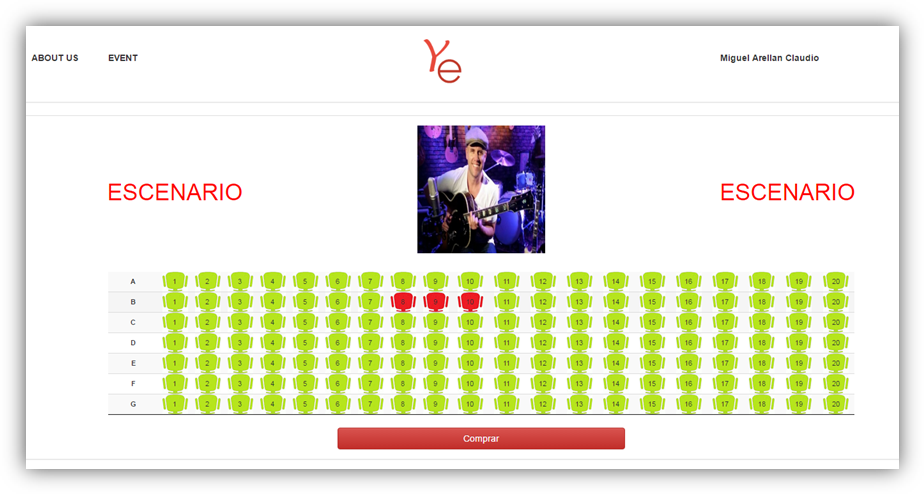 ABOUT US EVENT Ye Miguel Arellan Claudio
ESCENARIO ESCENARIO
A 1 2 3 4 5 6 7 8 9 10 11 12 13 14 15 16 17 18 19 20
B 1 2 3 4 5 6 7 8 9 10 11 12 13 14 15 16 17 18 19 20
C 1 2 3 4 5 6 7 8 9 10 11 12 13 14 15 16 17 18 19 20
D 1 2 3 4 5 6 7 8 9 10 11 12 13 14 15 16 17 18 19 20
E 1 2 3 4 5 6 7 8 9 10 11 12 13 14 15 16 17 18 19 20
F 1 2 3 4 5 6 7 8 9 10 11 12 13 14 15 16 17 18 19 20
G 1 2 3 4 5 6 7 8 9 10 11 12 13 14 15 16 17 18 19 20
Comprar